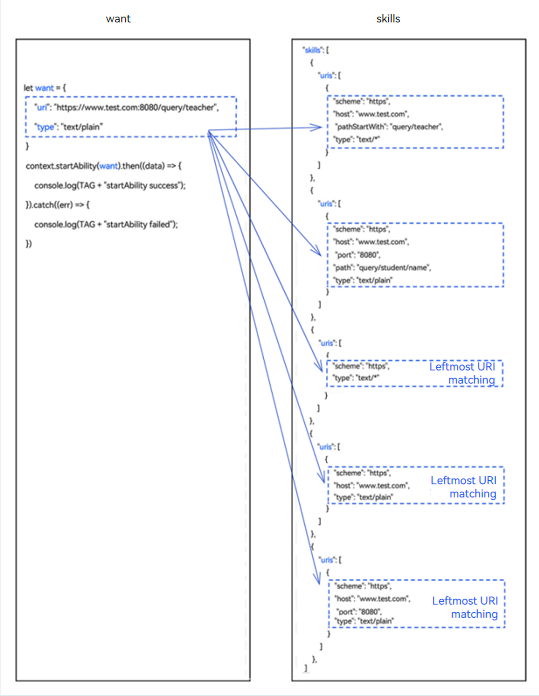 want
let want = {
"uri": "https://www.test.com:8080/query/teacher",
"type": "text/plain"
}
context.startAbility(want).then((data) => {
console.log(TAG + "startAbility success");
}).catch((err) => {
console.log(TAG + "startAbility failed");
})
skills
"skills": [
{
"uris": [
{
"scheme": "https",
"host": "www.test.com",
"pathStartWith": "query/teacher",
"type": "text/*"
}
]
},
{
"uris": [
{
"scheme": "https",
"host": "www.test.com",
"port": "8080",
"path": "query/student/name",
"type": "text/plain"
}
]
},
{
"uris": [
{
"scheme": "https",
"type": "text/*"
Leftmost URI
matching
}
]
},
{
"uris": [
{
"scheme": "https",
"host": "www.test.com",
"type": "text/plain"
Leftmost URI
matching
}
]
},
{
"uris": [
{
"scheme": "https",
"host": "www.test.com",
"port": "8080",
"type": "text/plain"
Leftmost URI
matching
}
]
},
]